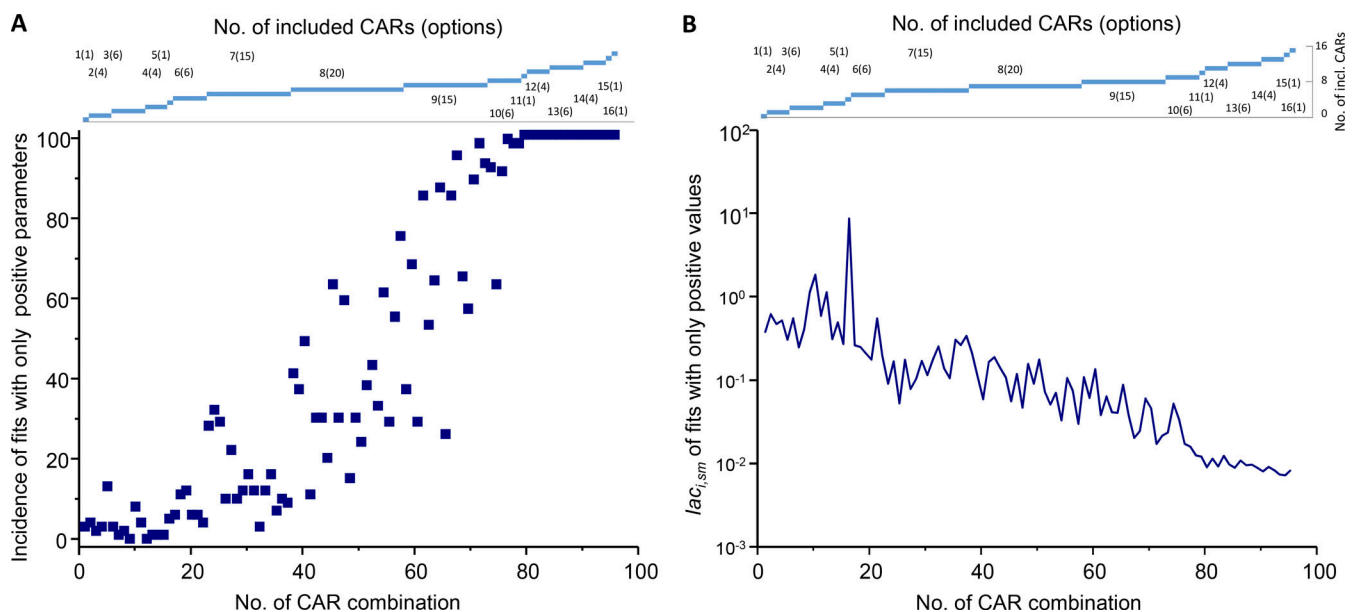 A
No. of included CARs (options)
1(1) 3(6) 5(1) 7(15)
2(4) 4(4) 6(6) 8(20)
9(15) 11(1) 12(4) 14(4) 15(1)
10(6) 13(6) 16(1)
Incidence of fits with only positive parameters
100
80
60
40
20
0
0 20 40 60 80 100
No. of CAR combination
B
No. of included CARs (options)
1(1) 3(6) 5(1) 7(15)
2(4) 4(4) 6(6) 8(20)
9(15) 11(1) 12(4) 14(4) 15(1)
10(6) 13(6) 16(1)
16
8
0
No. of incl. CARs
lac i,sm of fits with only positive values
10²
10¹
10⁰
10⁻¹
10⁻²
10⁻³
0 20 40 60 80 100
No. of CAR combination